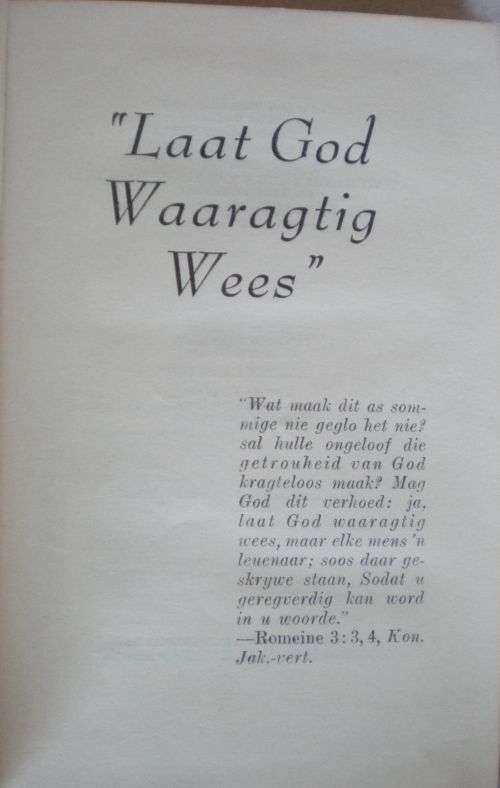 "Laat God
Waaragtig
Wees"
"Wat maak dit as som-
mige nie geglo het nie?
sal hulle ongeloof die
getrouheid van God
kragteloos maak? Mag
God dit verhoed: ja,
laat God waaragtig
wees, maar elke mens 'n
leuenaar; soos daar ge-
skrywe staan, Sodat u
geregverdig kan word
in u woorde."
—Romeine 3:3,4, Kon.
Jak.-vert.